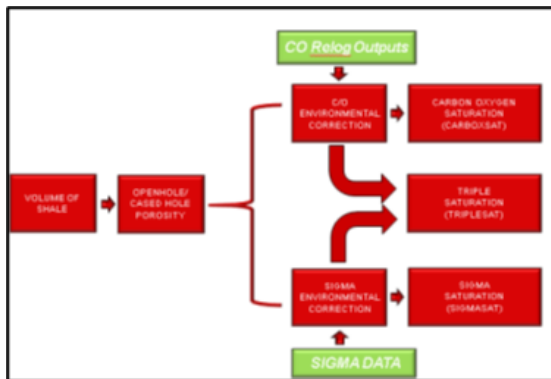 CO Relog Outputs
C/O
ENVIRONMENTAL
CORRECTION
CARBON OXYGEN
SATURATION
(CARBOXSAT)
VOLUME OF
SHALE
OPENHOLE/
CASED HOLE
POROSITY
TRIPLE
SATURATION
(TRIPLESAT)
SIGMA
ENVIRONMENTAL
CORRECTION
SIGMA
SATURATION
(SIGMASAT)
SIGMA DATA